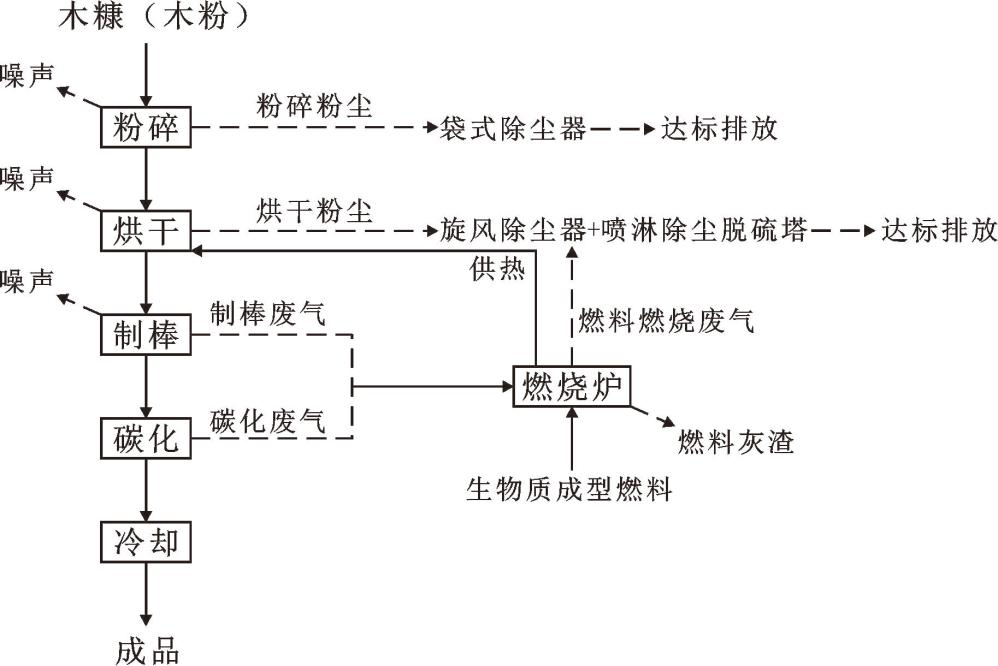 木糠（木粉）
噪声
粉碎
粉碎粉尘
袋式除尘器
达标排放
噪声
烘干
烘干粉尘
旋风除尘器+喷淋除尘脱硫塔
达标排放
供热
噪声
制棒
制棒废气
燃料燃烧废气
燃烧炉
碳化
碳化废气
燃料灰渣
生物质成型燃料
冷却
成品